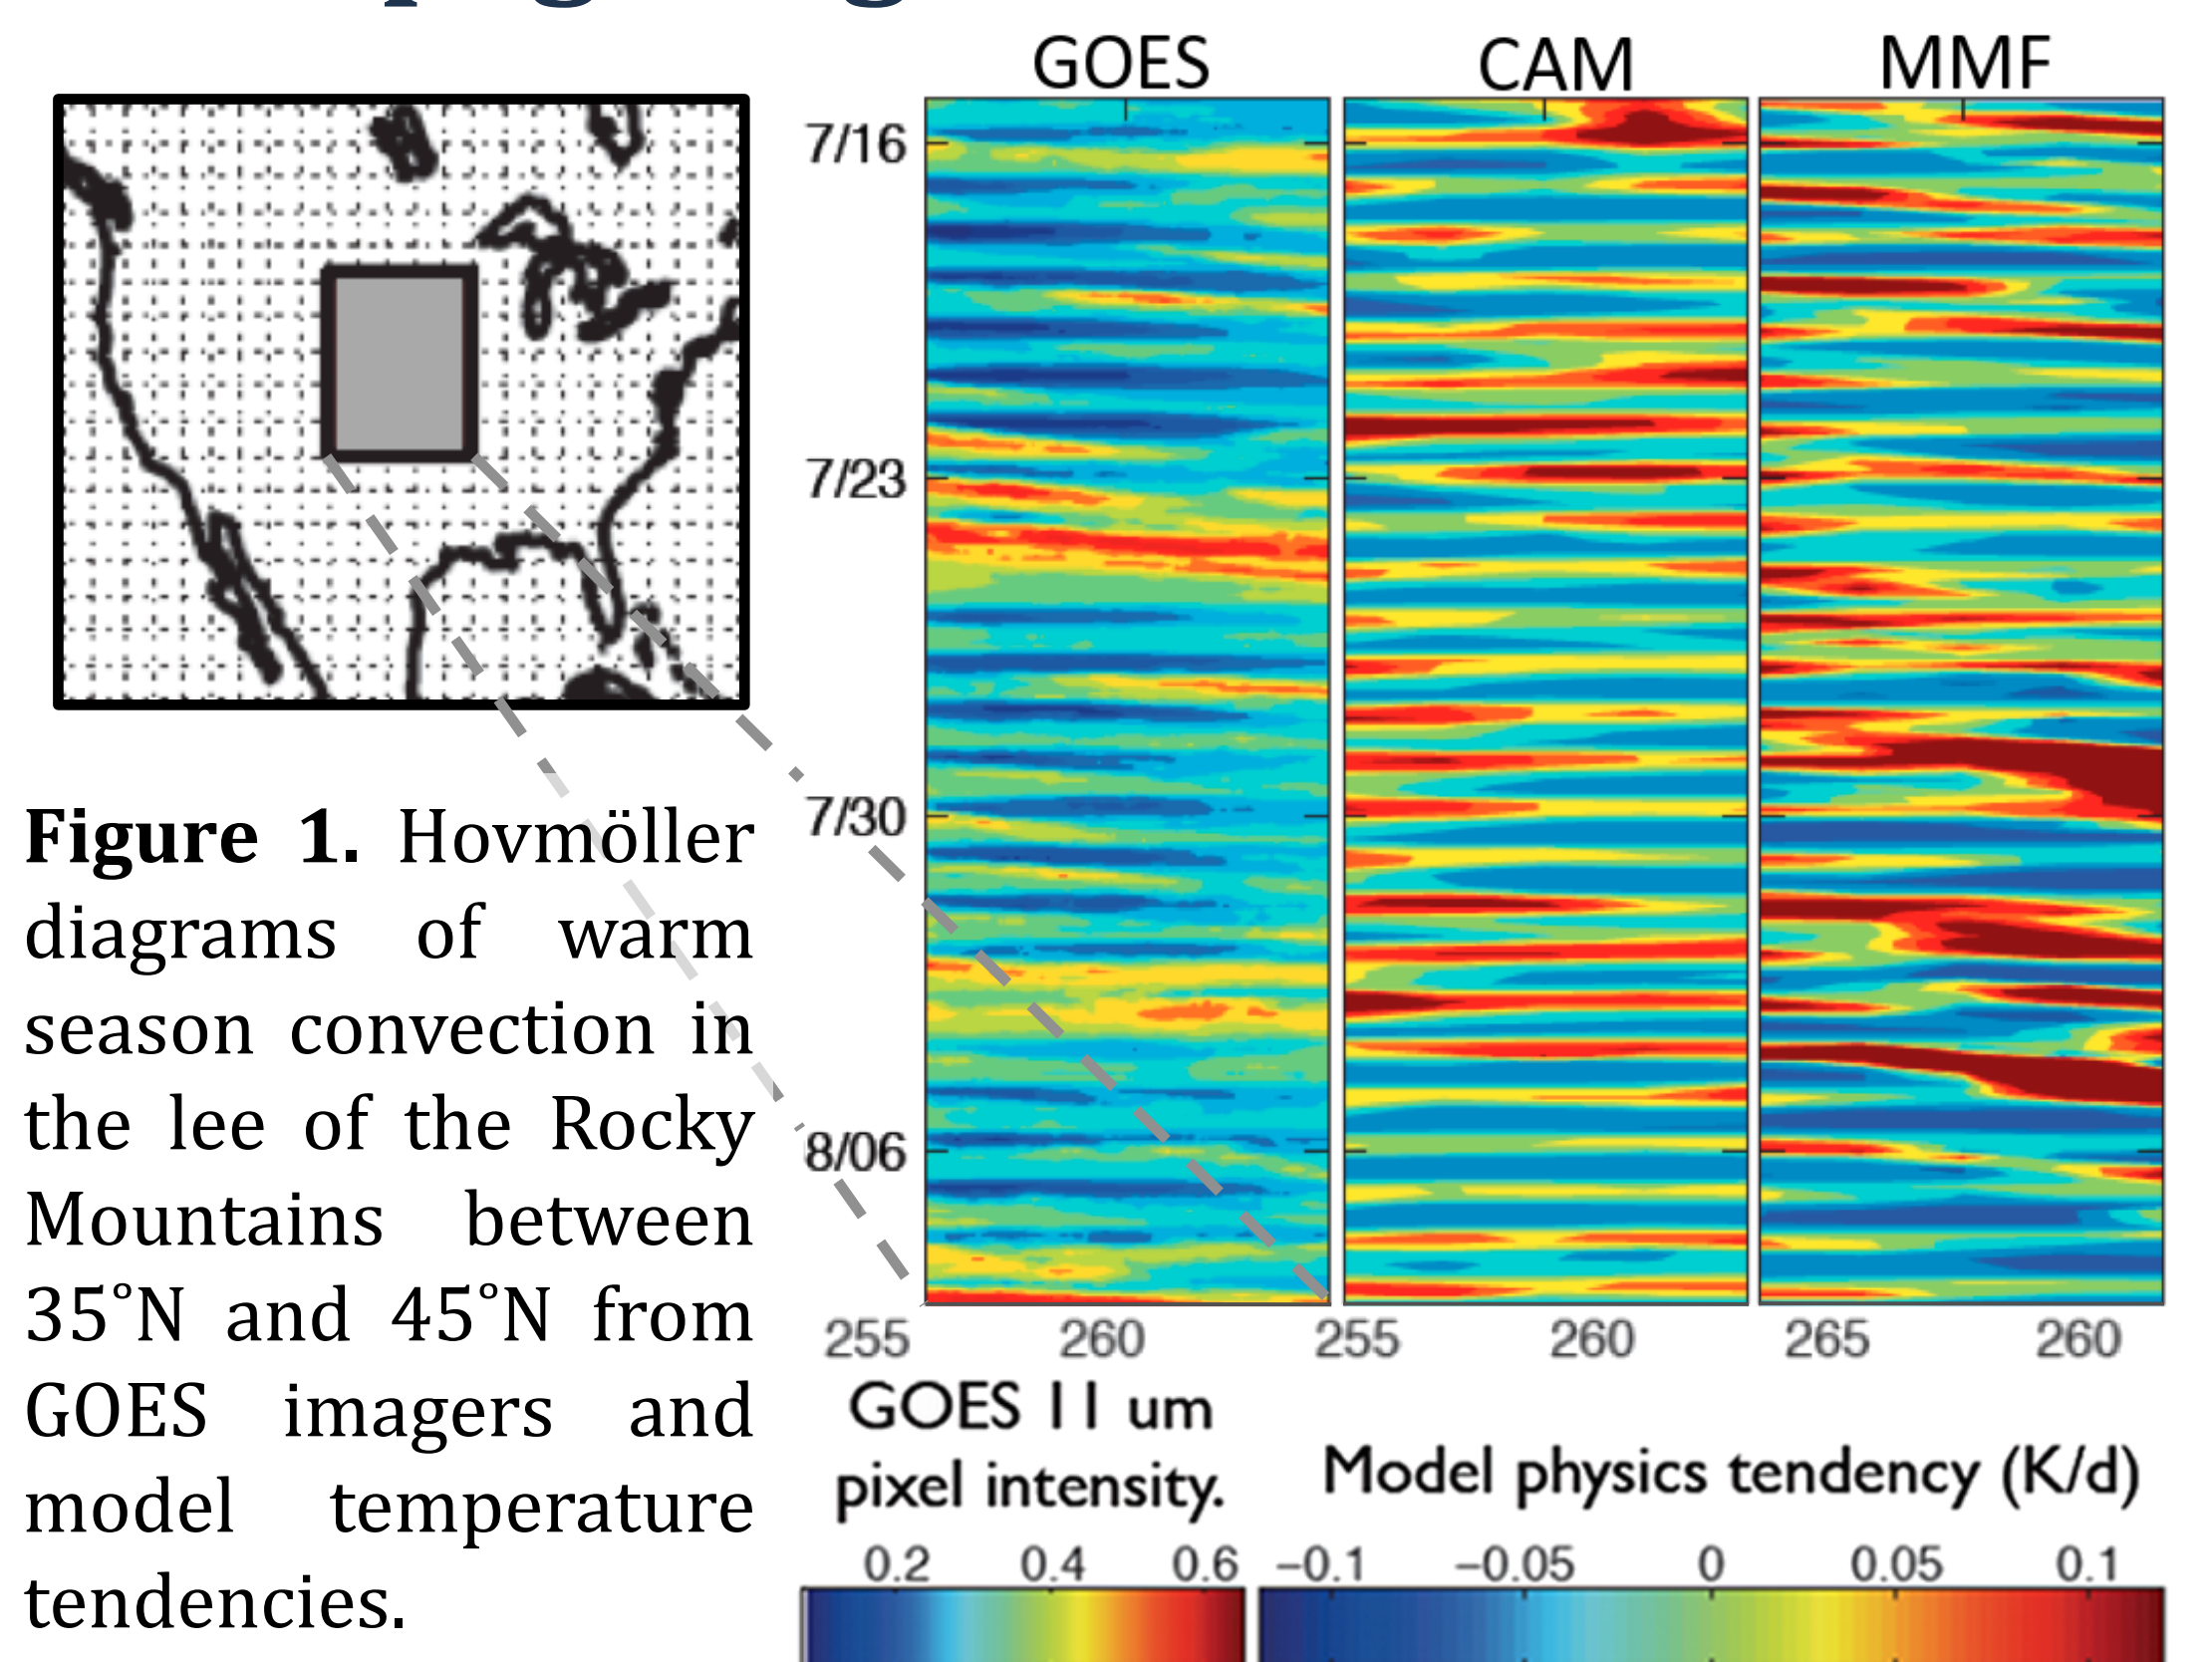 GOES CAM MMF
7/16
7/23
7/30
8/06
255 260 255 260 265 260
GOES 11 um
pixel intensity.
Model physics tendency (K/d)
0.2 0.4 0.6 −0.1 −0.05 0 0.05 0.1
Figure 1. Hovmöller
diagrams of warm
season convection in
the lee of the Rocky
Mountains between
35°N and 45°N from
GOES imagers and
model temperature
tendencies.